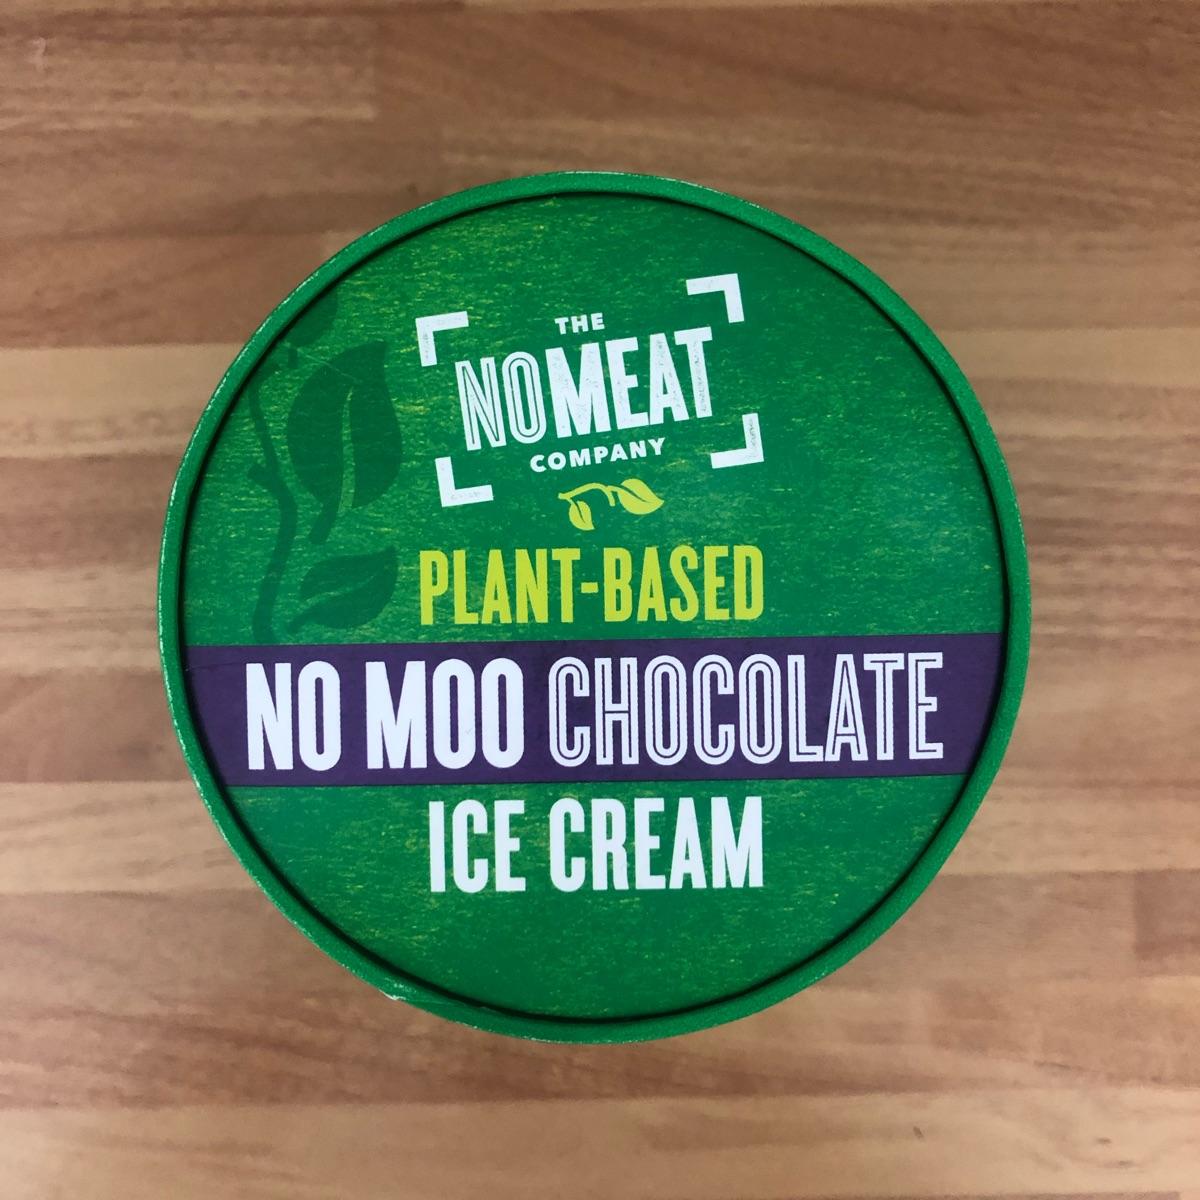 THE
NOMEAT
COMPANY
PLANT-BASED
NO MOO CHOCOLATE
ICE CREAM